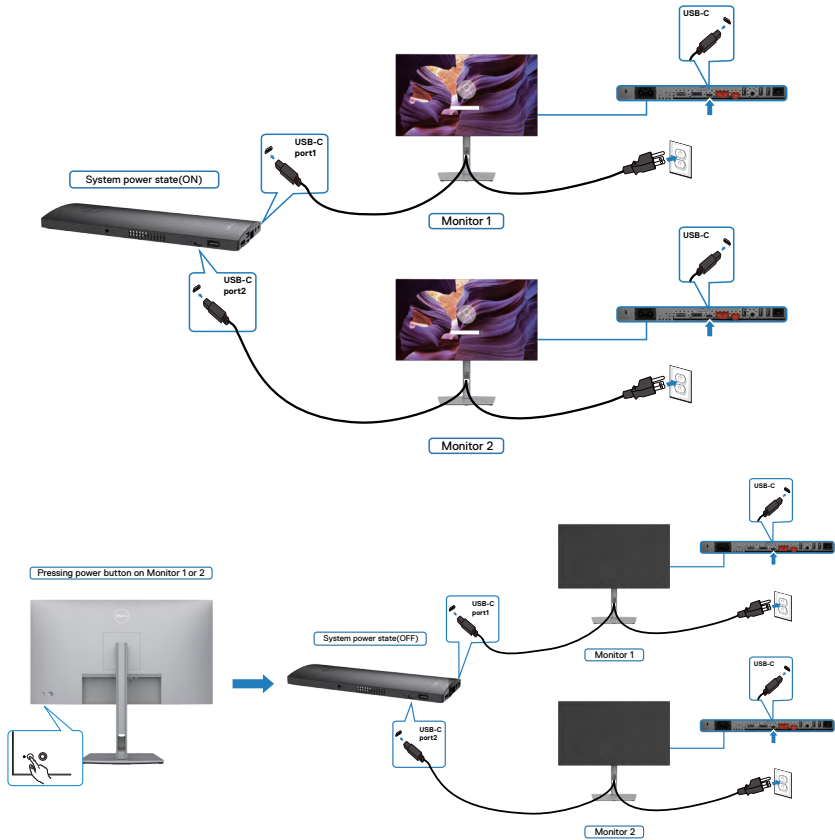 USB-C
USB-C
port1
System power state(ON)
Monitor 1
USB-C
USB-C
port2
Monitor 2
USB-C
Pressing power button on Monitor 1 or 2
DELL
USB-C
port1
System power state(OFF)
Monitor 1
USB-C
USB-C
port2
Monitor 2